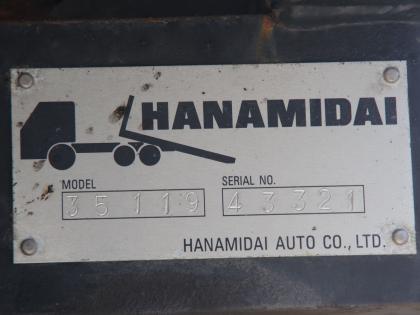 HANAMIDAI
MODEL SERIAL NO.
35119 43321
HANAMIDAI AUTO CO., LTD.